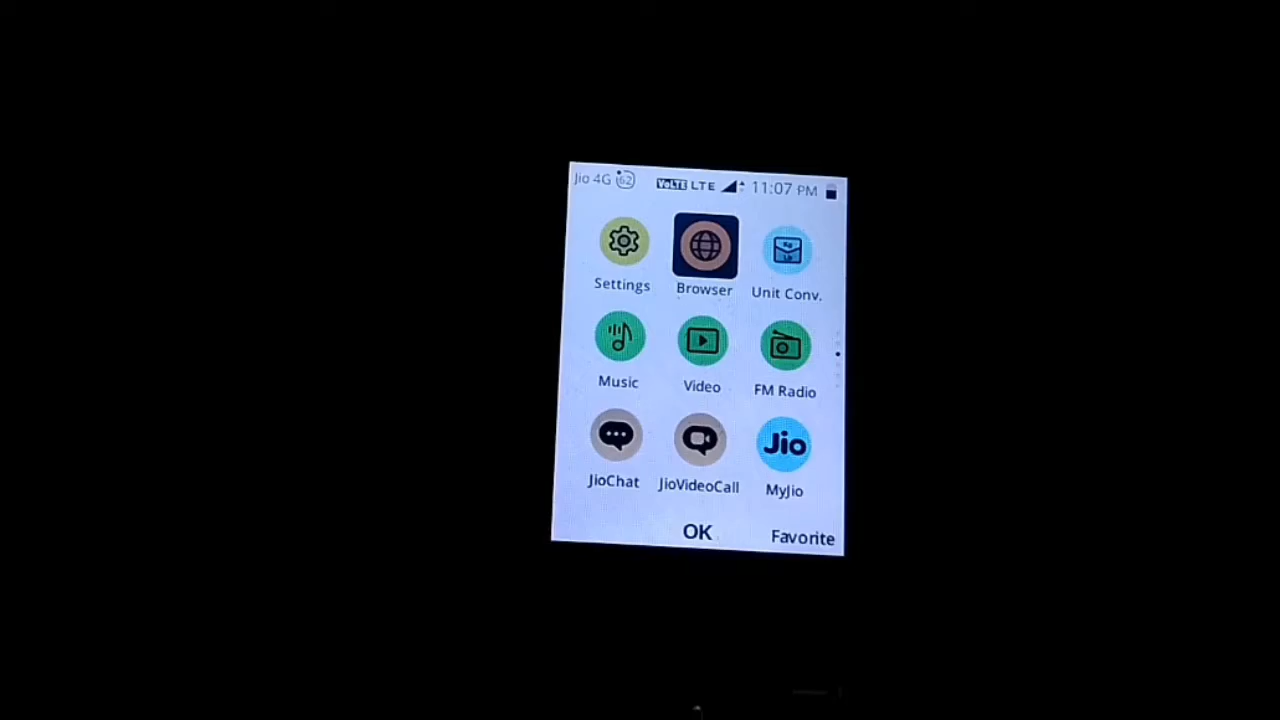 Jio 4G 62 VoLTE LTE 11:07 PM
Settings Browser Unit Conv.
Music Video FM Radio
Jio
JioChat JioVideoCall MyJio
OK Favorite